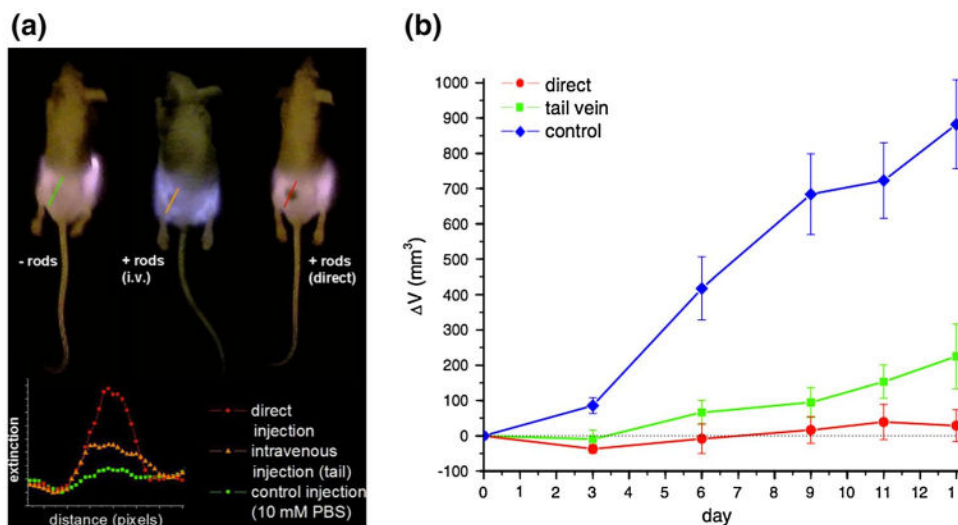 (a)
- rods
+ rods
(i.v.)
+ rods
(direct)
extinction
distance (pixels)
direct
injection
intravenous
injection (tail)
control injection
(10 mM PBS)
(b)
direct
tail vein
control
1000
900
800
700
600
500
400
300
200
100
0
-100
ΔV (mm³)
0 1 2 3 4 5 6 7 8 9 10 11 12 1
day